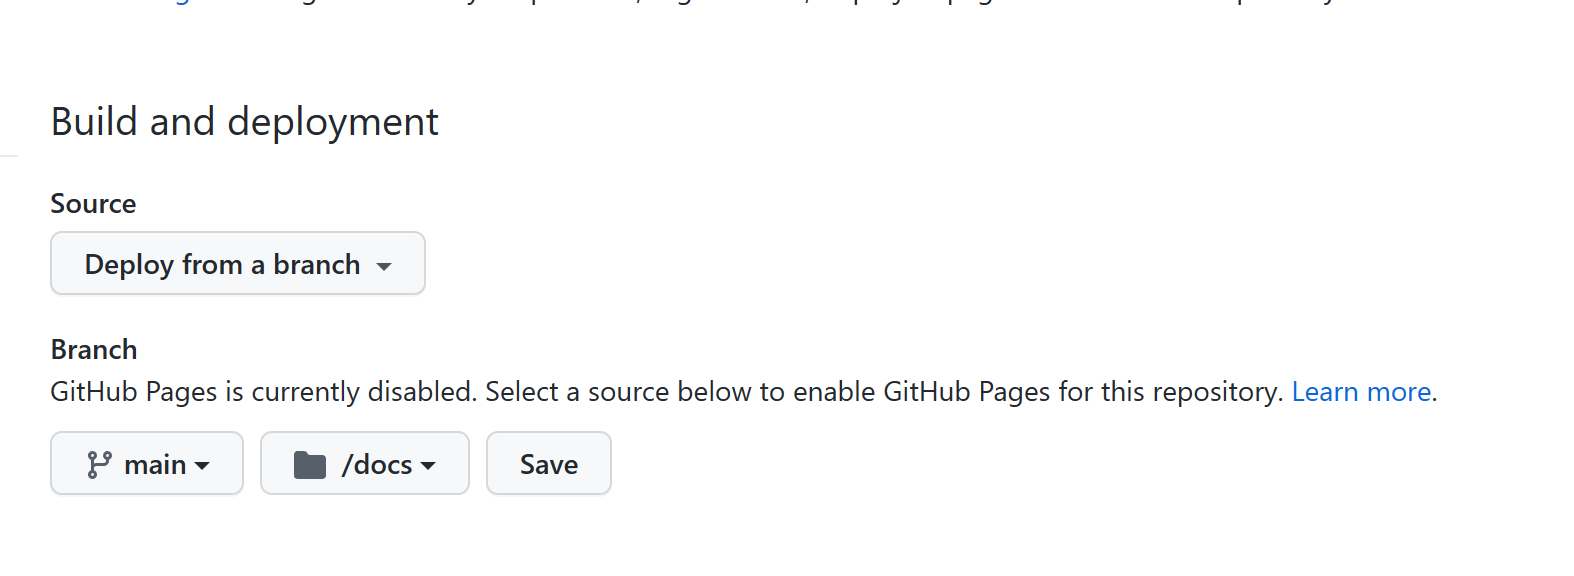 Build and deployment
Source
Deploy from a branch
Branch
GitHub Pages is currently disabled. Select a source below to enable GitHub Pages for this repository. Learn more.
main /docs Save